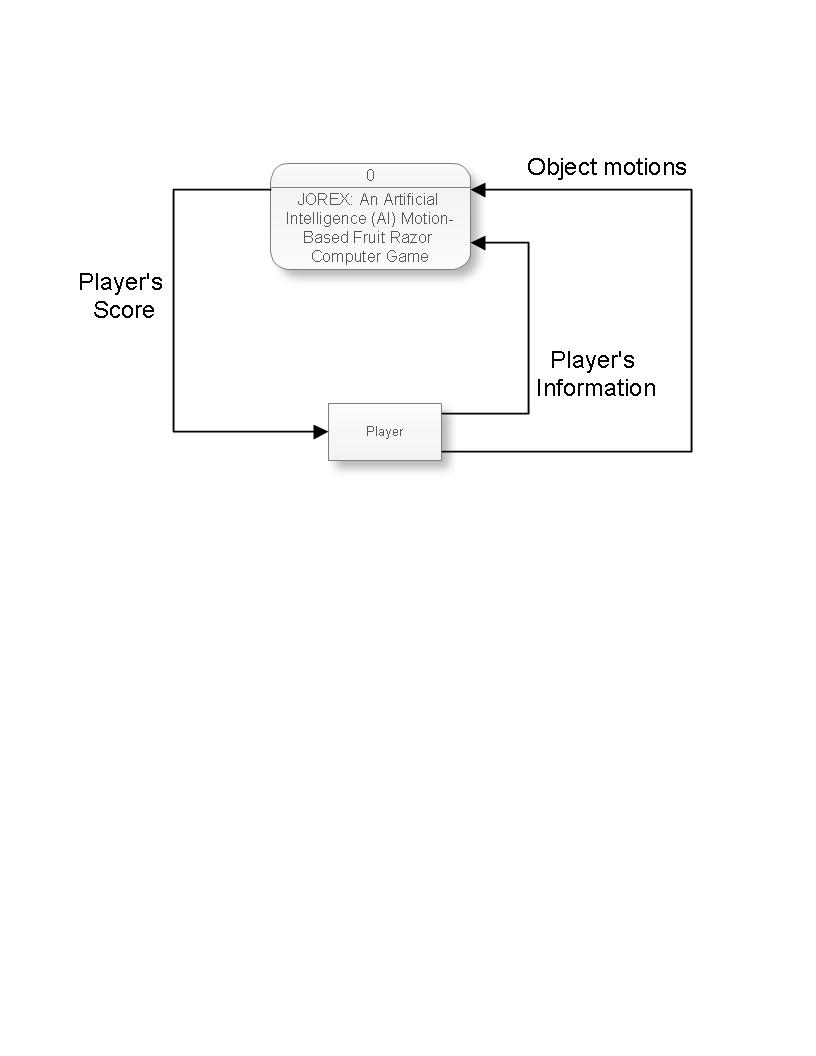 Object motions
0
JOREX: An Artificial
Intelligence (AI) Motion-
Based Fruit Razor
Computer Game
Player's
Score
Player's
Information
Player